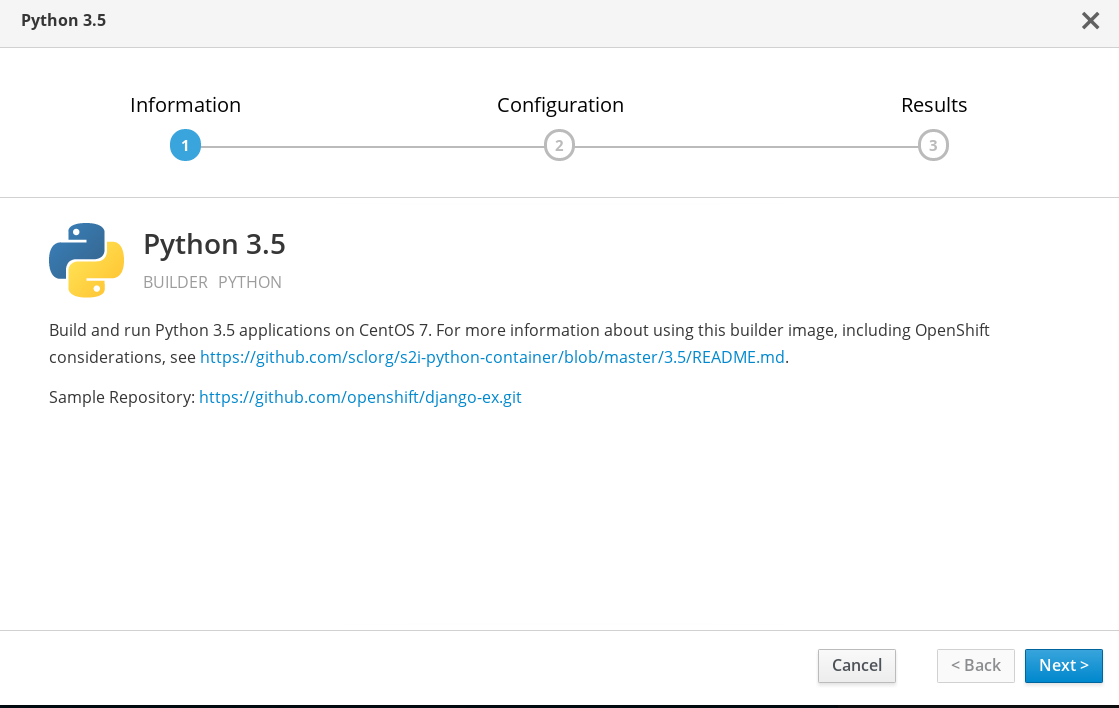 Python 3.5
Information
Configuration
Results
1
2
3
Python 3.5
BUILDER PYTHON
Build and run Python 3.5 applications on CentOS 7. For more information about using this builder image, including OpenShift
considerations, see https://github.com/sclorg/s2i-python-container/blob/master/3.5/README.md.
Sample Repository: https://github.com/openshift/django-ex.git
Cancel
< Back
Next >